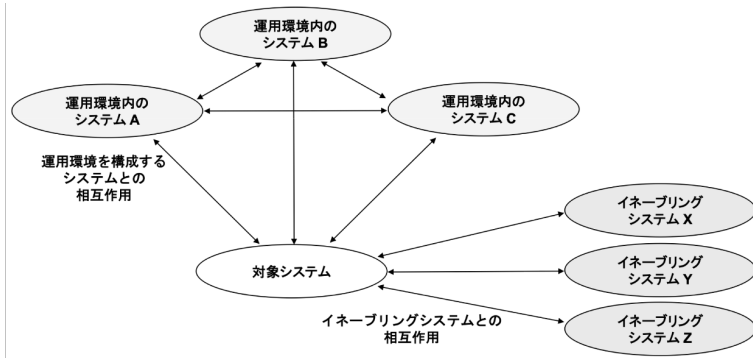 運用環境内の
システム B
運用環境内の
システム A
運用環境内の
システム C
運用環境を構成する
システムとの
相互作用
イネーブリング
システム X
対象システム
イネーブリング
システム Y
イネーブリングシステムとの
相互作用
イネーブリング
システム Z